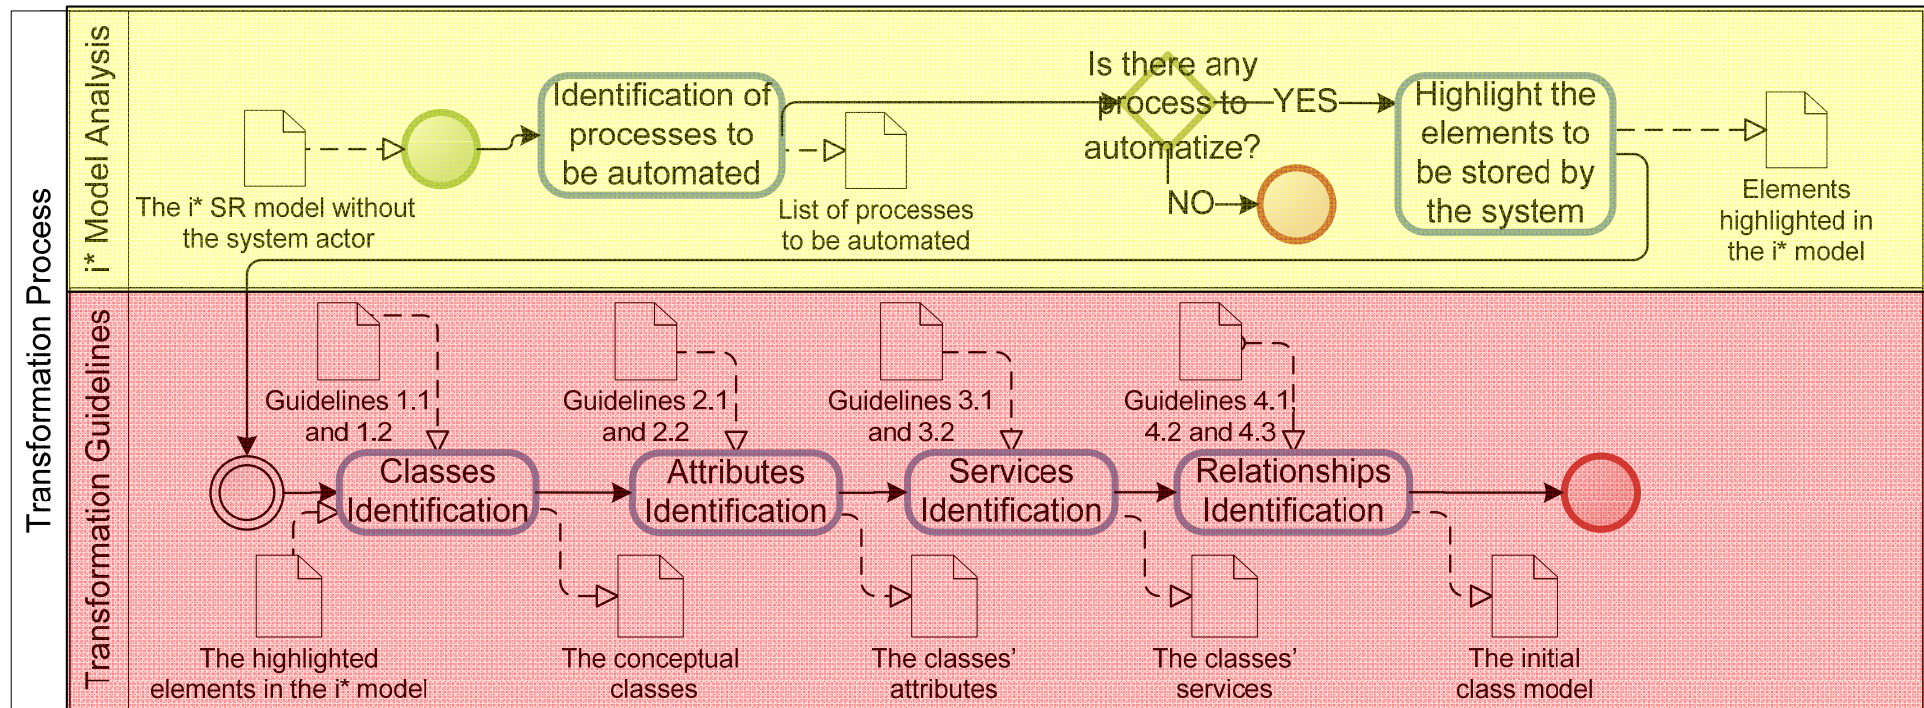 Transformation Process
i* Model Analysis
The i* SR model without
the system actor
Identification of
processes to
be automated
List of processes
to be automated
Is there any
process to
automatize?
YES
NO
Highlight the
elements to
be stored by
the system
Elements
highlighted in
the i* model
Transformation Guidelines
Guidelines 1.1
and 1.2
Guidelines 2.1
and 2.2
Guidelines 3.1
and 3.2
Guidelines 4.1
4.2 and 4.3
Classes
Identification
Attributes
Identification
Services
Identification
Relationships
Identification
The highlighted
elements in the i* model
The conceptual
classes
The classes’
attributes
The classes’
services
The initial
class model